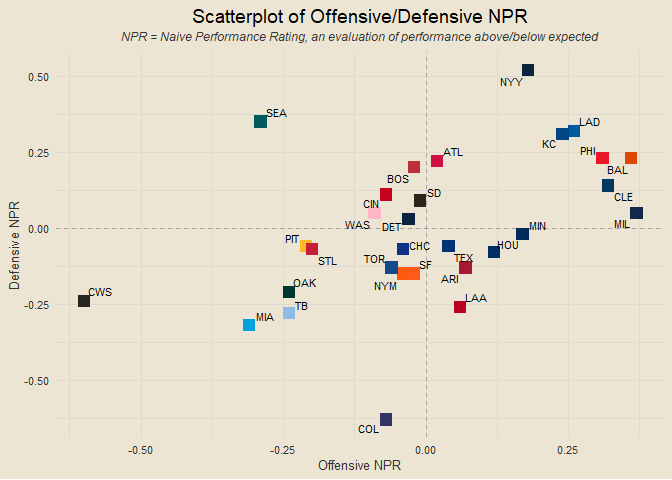 Scatterplot of Offensive/Defensive NPR
NPR = Naive Performance Rating, an evaluation of performance above/below expected
0.50
NYY
SEA
LAD
KC
0.25
ATL
PHI
BOS
BAL
SD
CLE
CIN
WAS
DET
MIL
MIN
0.00
PIT
CHC
HOU
STL
TOR
TEX
SF
ARI
NYM
OAK
CWS
-0.25
TB
LAA
MIA
-0.50
COL
Defensive NPR
-0.50
-0.25
0.00
0.25
Offensive NPR